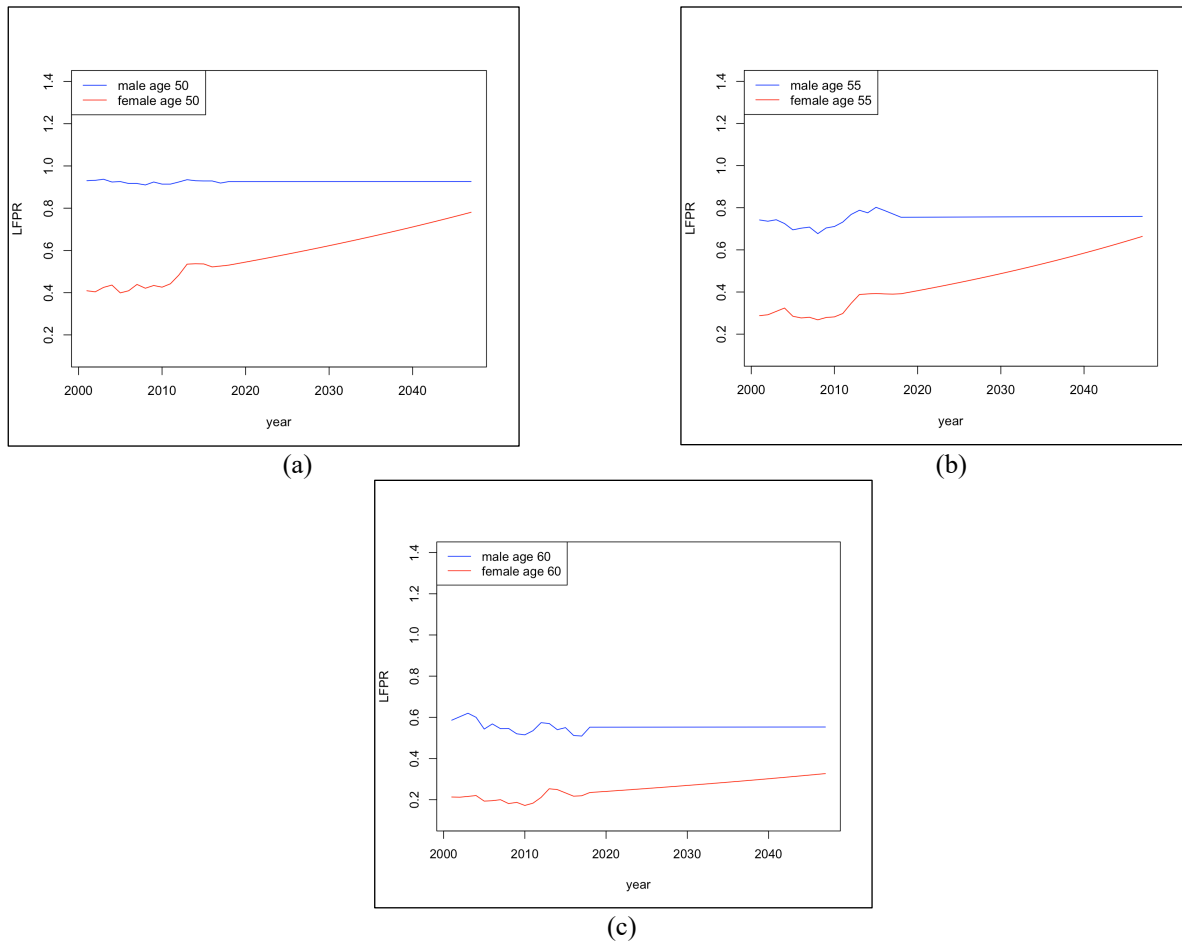 male age 50
female age 50
1.4
1.2
1.0
0.8
0.6
0.4
0.2
LFPR
2000 2010 2020 2030 2040
year
(a)
male age 55
female age 55
1.4
1.2
1.0
0.8
0.6
0.4
0.2
LFPR
2000 2010 2020 2030 2040
year
(b)
male age 60
female age 60
1.4
1.2
1.0
0.8
0.6
0.4
0.2
LFPR
2000 2010 2020 2030 2040
year
(c)